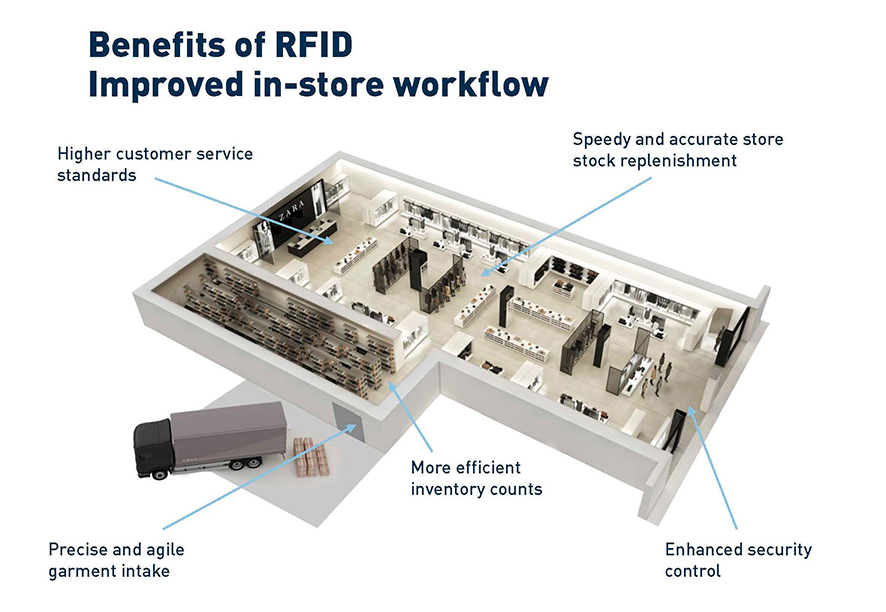 Benefits of RFID
Improved in-store workflow
Higher customer service
standards
Speedy and accurate store
stock replenishment
ZARA
More efficient
inventory counts
Precise and agile
garment intake
Enhanced security
control